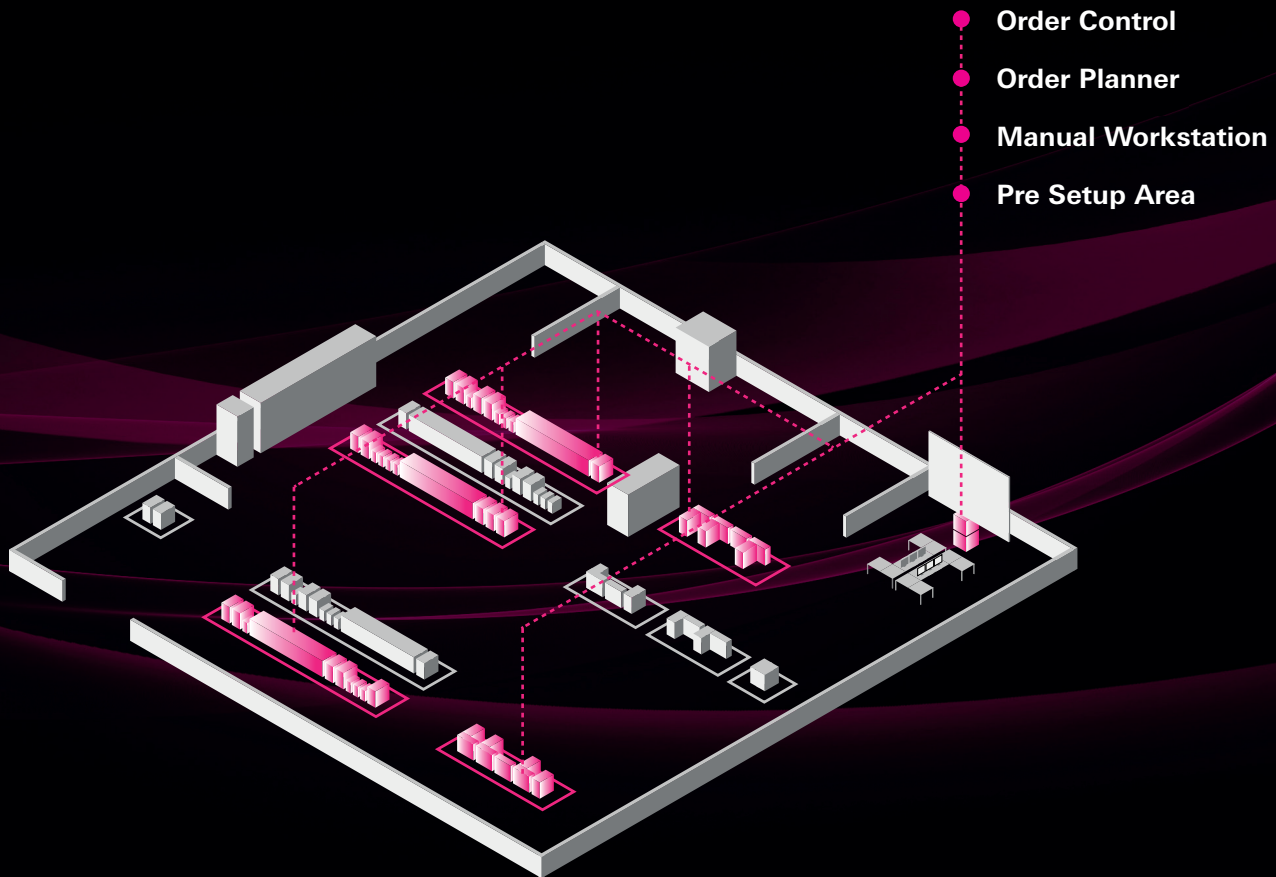 Order Control
Order Planner
Manual Workstation
Pre Setup Area